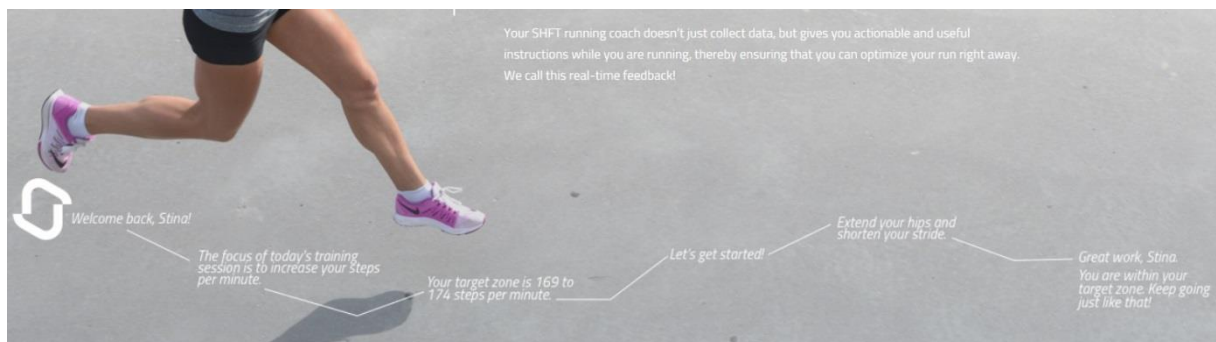 Your SHFT running coach doesn't just collect data, but gives you actionable and useful
instructions while you are running, thereby ensuring that you can optimize your run right away.
We call this real-time feedback!
Welcome back, Stina!
The focus of today's training
session is to increase your steps
per minute.
Your target zone is 169 to
174 steps per minute.
Let's get started!
Extend your hips and
shorten your stride.
Great work, Stina.
You are within your
target zone. Keep going
just like that!